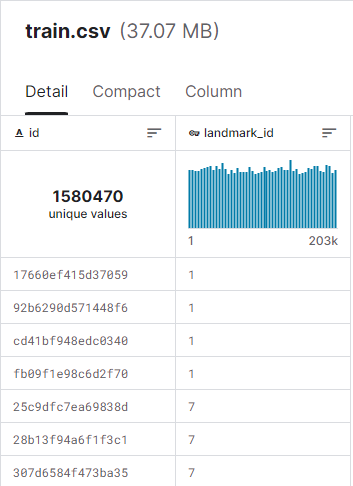 train.csv (37.07 MB)
Detail Compact Column
id landmark_id
1580470
unique values
1 203k
17660ef415d37059 1
92b6290d571448f6 1
cd41bf948edc0340 1
fb09f1e98c6d2f70 1
25c9dfc7ea69838d 7
28b13f94a6f1f3c1 7
307d6584f473ba35 7